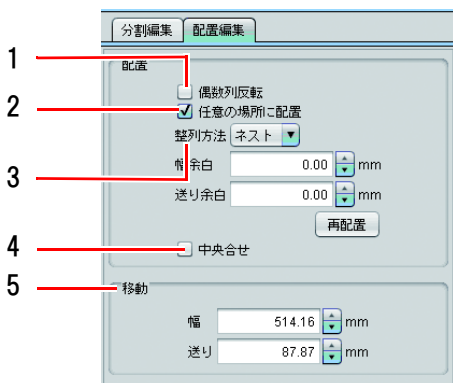 分割編集 配置編集
1
配置
偶数列反転
2
任意の場所に配置
整列方法 ネスト
3
幅余白 0.00 mm
送り余白 0.00 mm
再配置
4
中央合せ
5
移動
幅 514.16 mm
送り 87.87 mm